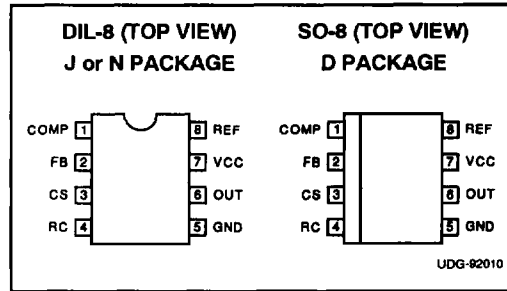 DIL-8 (TOP VIEW)
J or N PACKAGE
COMP 1
FB 2
CS 3
RC 4
8 REF
7 VCC
6 OUT
5 GND
SO-8 (TOP VIEW)
D PACKAGE
COMP 1
FB 2
CS 3
RC 4
8 REF
7 VCC
6 OUT
5 GND
UDG-92010